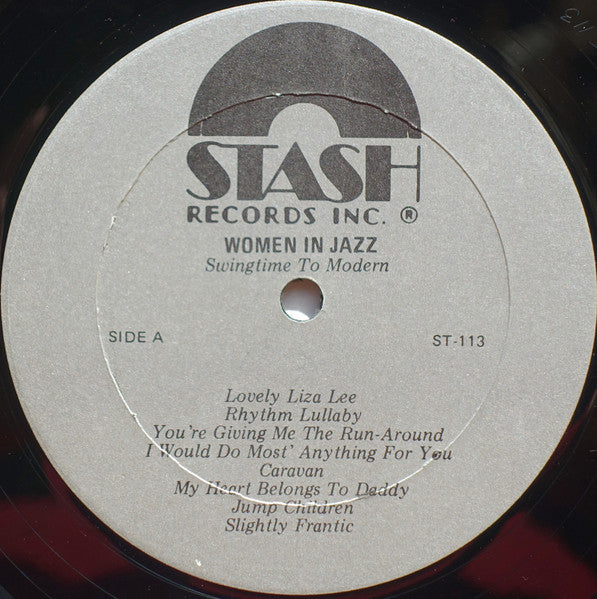 STASH
RECORDS INC. ®
WOMEN IN JAZZ
Swingtime To Modern
SIDE A
ST-113
Lovely Liza Lee
Rhythm Lullaby
You're Giving Me The Run-Around
I Would Do Most' Anything For You
Caravan
My Heart Belongs To Daddy
Jump Children
Slightly Frantic